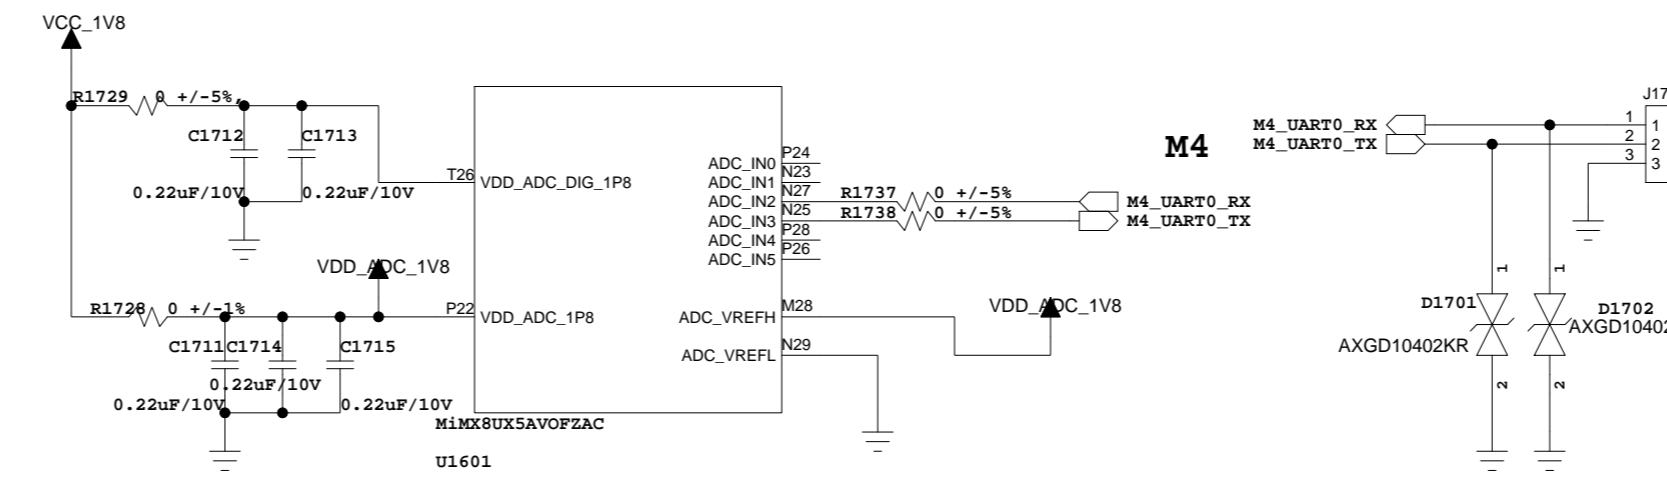 VCC_1V8
R1729 0 +/-5%,
C1712 C1713
0.22uF/10V 0.22uF/10V
T26 VDD_ADC_DIG_1P8
VDD_ADC_1V8
R1728 0 +/-1%
P22 VDD_ADC_1P8
C1711 C1714 C1715
0.22uF/10V
0.22uF/10V 0.22uF/10V
ADC_IN0 P24
ADC_IN1 N23
ADC_IN2 N27
ADC_IN3 N25
ADC_IN4 P28
ADC_IN5 P26
ADC_VREFH M28
ADC_VREFL N29
MiMX8UX5AVOFZAC
U1601
R1737 0 +/-5% M4_UART0_RX
R1738 0 +/-5% M4_UART0_TX
VDD_ADC_1V8
M4
M4_UART0_RX
M4_UART0_TX
J17
1 1
2 2
3 3
1 1
D1701 D1702
AXGD10402KR AXGD10402
2 2